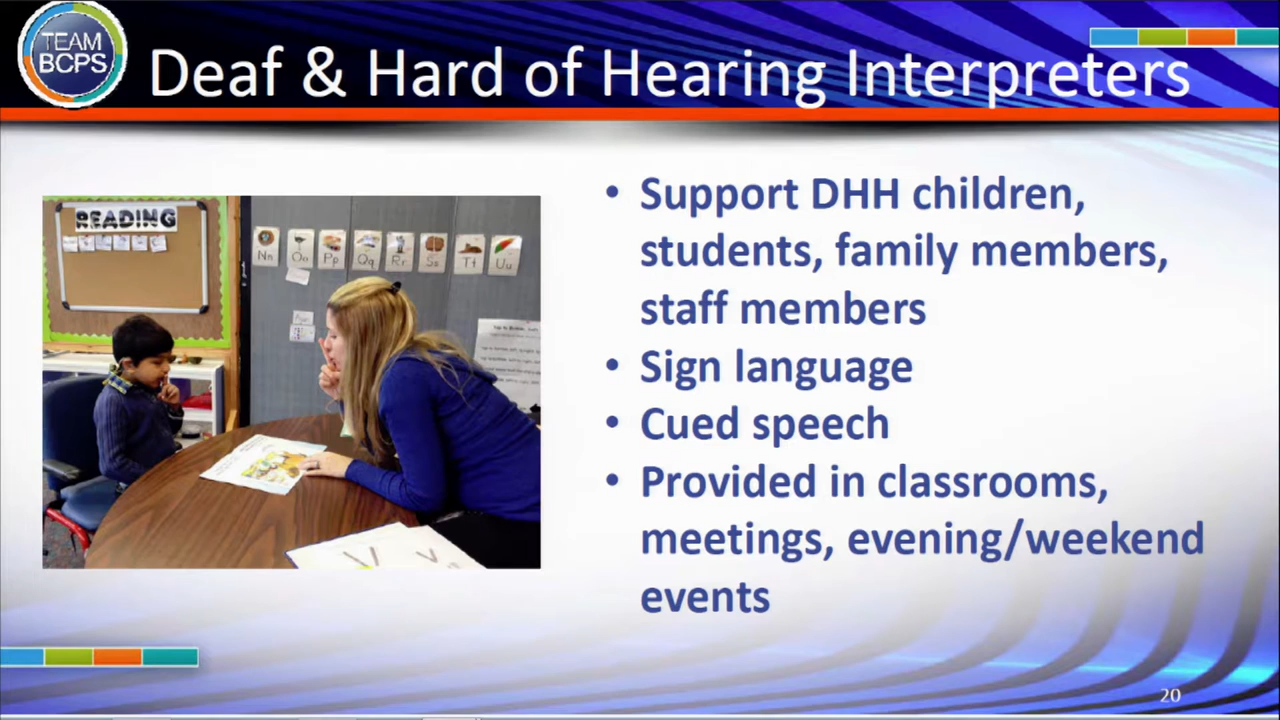 TEAM
BCPS
Deaf & Hard of Hearing Interpreters
READING
Nn Oo Pp Qq Rr Ss Tt Uu
• Support DHH children,
students, family members,
staff members
• Sign language
• Cued speech
• Provided in classrooms,
meetings, evening/weekend
events
20